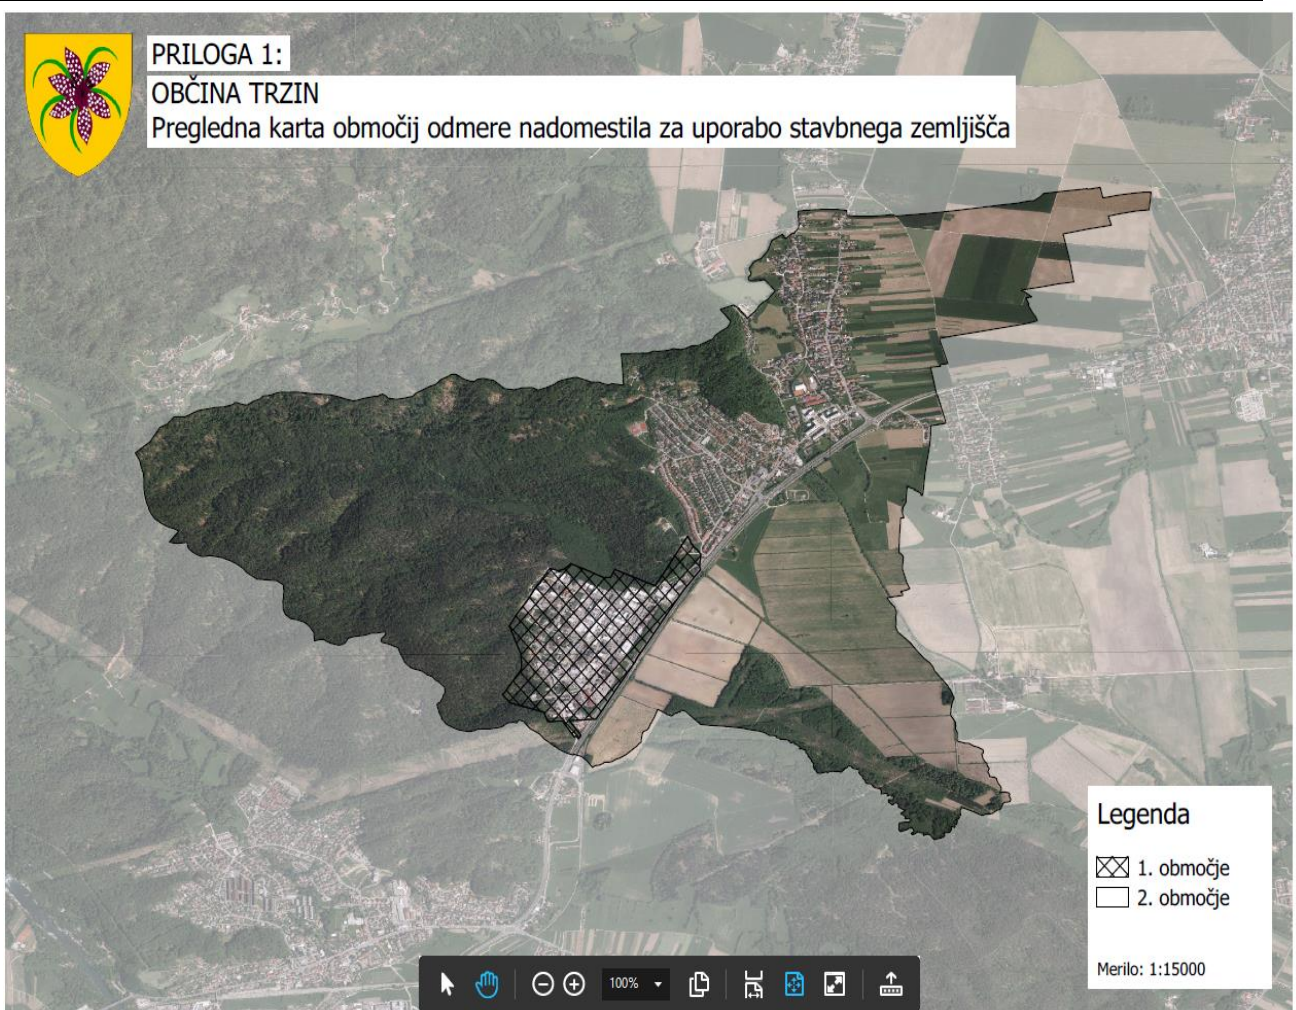 PRILOGA 1:
OBČINA TRZIN
Pregledna karta območij odmere nadomestila za uporabo stavbnega zemljišča
Legenda
1. območje
2. območje
Merilo: 1:15000
100%